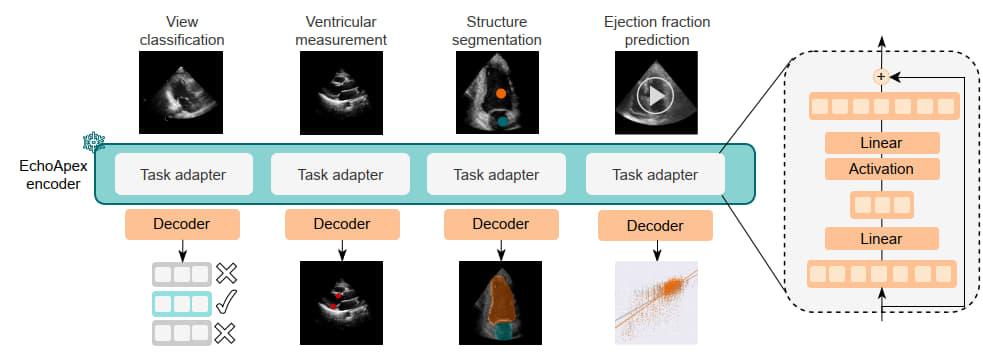 View
classification
Ventricular
measurement
Structure
segmentation
Ejection fraction
prediction
EchoApex
encoder
Task adapter
Task adapter
Task adapter
Task adapter
Decoder
Decoder
Decoder
Decoder
+
Linear
Activation
Linear